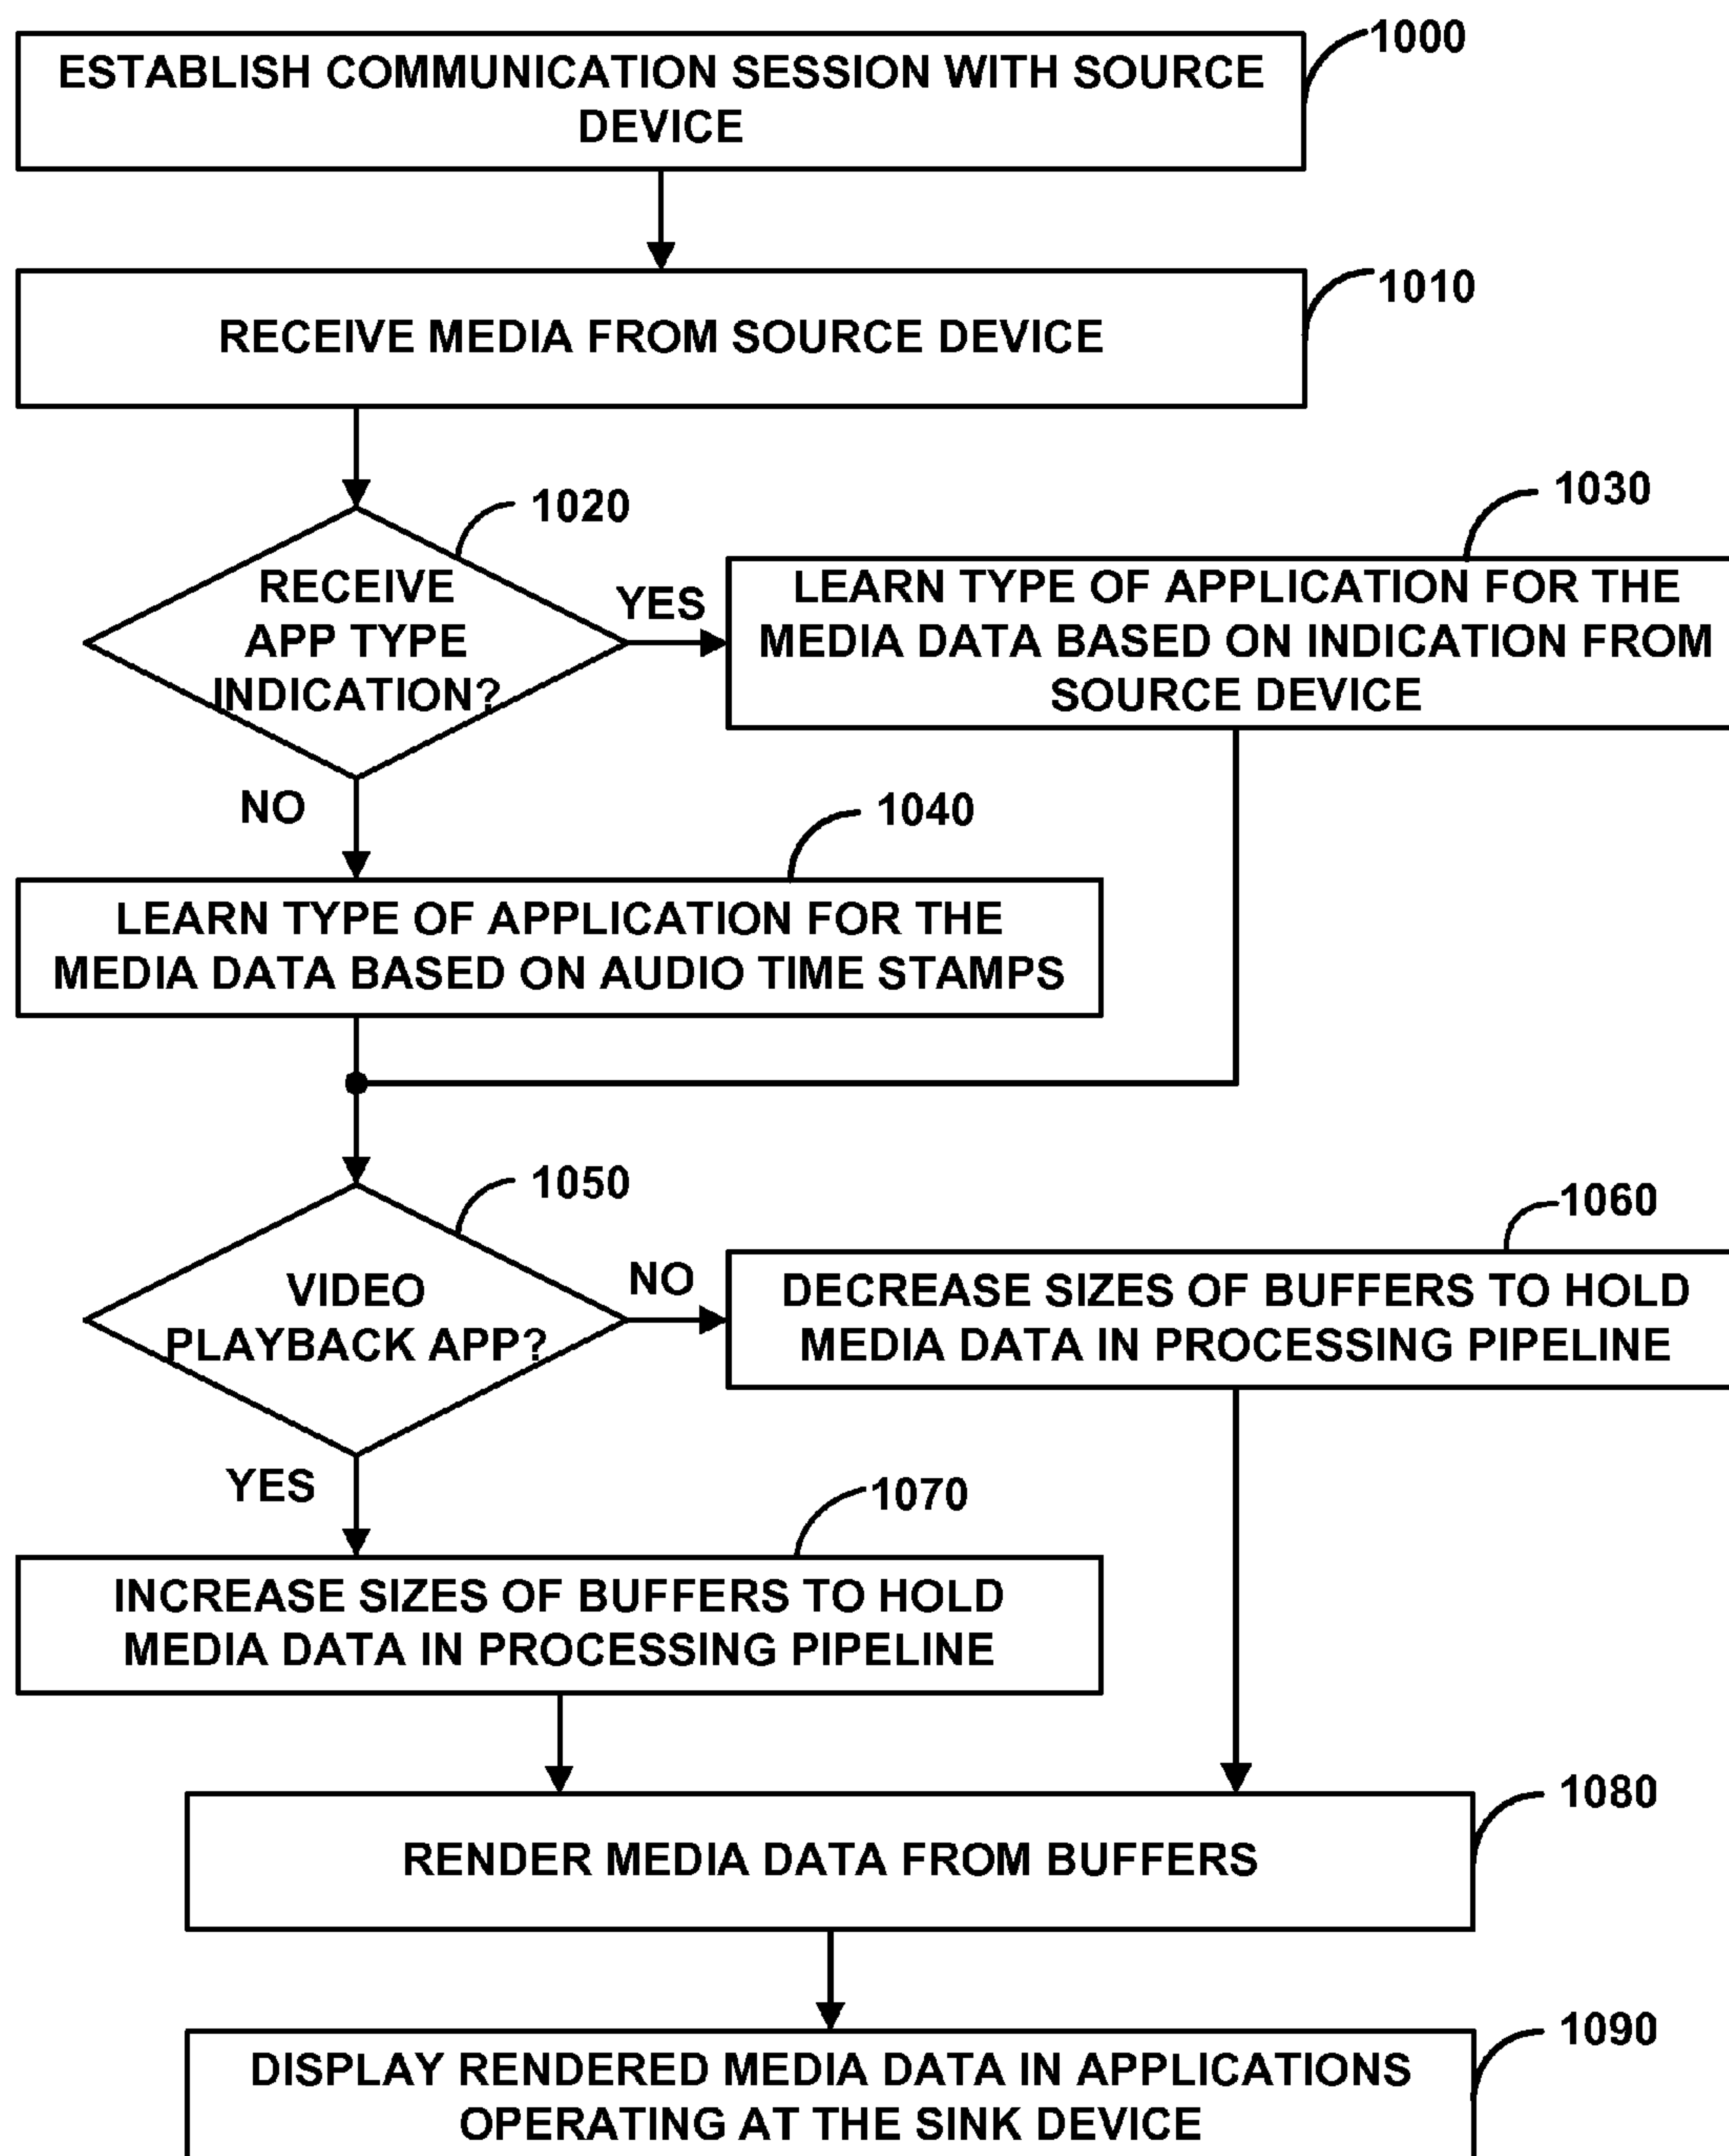 1000
ESTABLISH COMMUNICATION SESSION WITH SOURCE
DEVICE
1010
RECEIVE MEDIA FROM SOURCE DEVICE
1020
RECEIVE
APP TYPE
INDICATION?
YES
NO
1030
LEARN TYPE OF APPLICATION FOR THE
MEDIA DATA BASED ON INDICATION FROM
SOURCE DEVICE
1040
LEARN TYPE OF APPLICATION FOR THE
MEDIA DATA BASED ON AUDIO TIME STAMPS
1050
VIDEO
PLAYBACK APP?
NO
YES
1060
DECREASE SIZES OF BUFFERS TO HOLD
MEDIA DATA IN PROCESSING PIPELINE
1070
INCREASE SIZES OF BUFFERS TO HOLD
MEDIA DATA IN PROCESSING PIPELINE
1080
RENDER MEDIA DATA FROM BUFFERS
1090
DISPLAY RENDERED MEDIA DATA IN APPLICATIONS
OPERATING AT THE SINK DEVICE